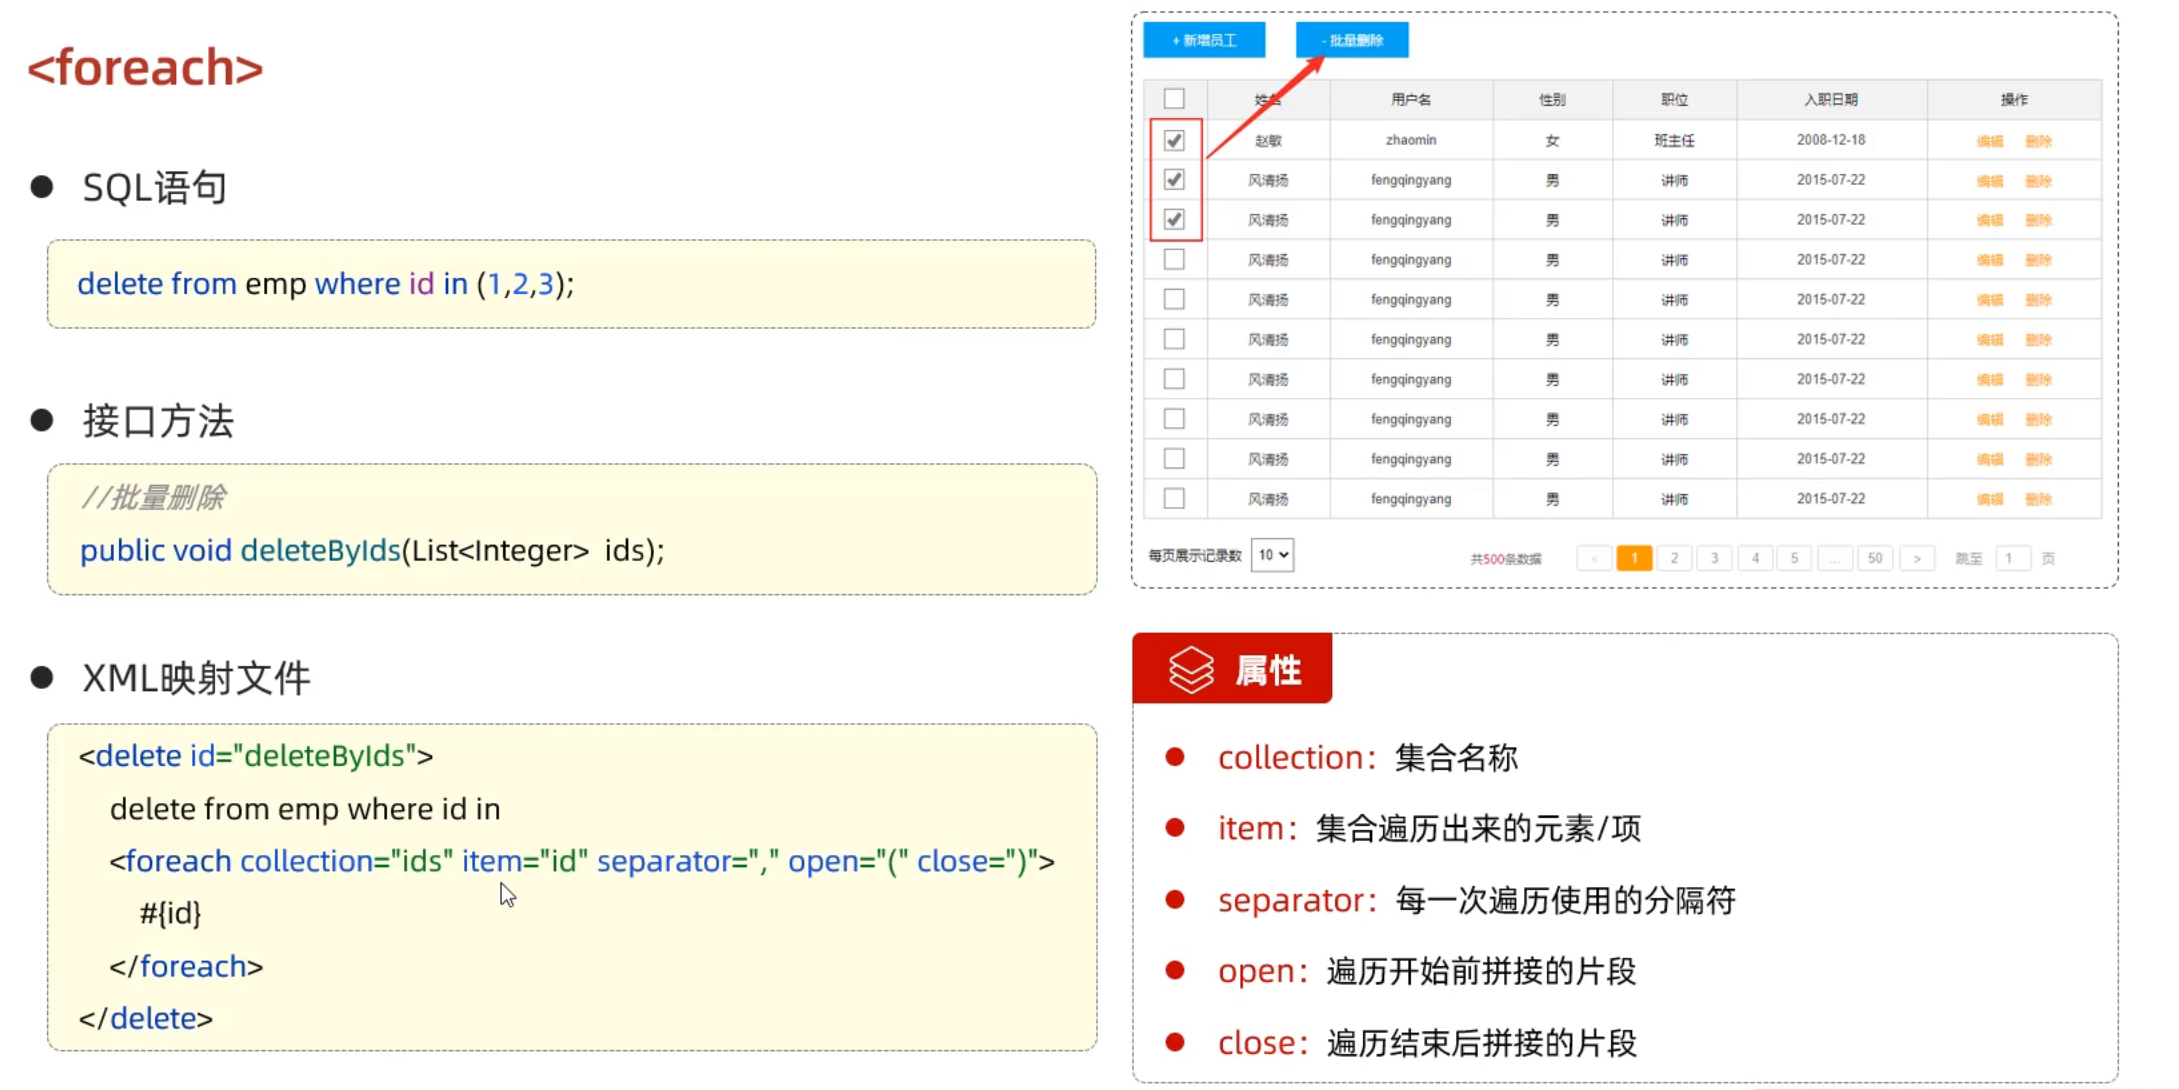 <foreach>
SQL语句
delete from emp where id in (1,2,3);
接口方法
//批量删除
public void deleteByIds(List<Integer> ids);
XML映射文件
<delete id="deleteByIds">
delete from emp where id in
<foreach collection="ids" item="id" separator="," open="(" close=")">
#{id}
</foreach>
</delete>
+ 新增员工
- 批量删除
姓名 用户名 性别 职位 入职日期 操作
赵敏 zhaomin 女 班主任 2008-12-18 编辑 删除
风清扬 fengqingyang 男 讲师 2015-07-22 编辑 删除
风清扬 fengqingyang 男 讲师 2015-07-22 编辑 删除
风清扬 fengqingyang 男 讲师 2015-07-22 编辑 删除
风清扬 fengqingyang 男 讲师 2015-07-22 编辑 删除
风清扬 fengqingyang 男 讲师 2015-07-22 编辑 删除
风清扬 fengqingyang 男 讲师 2015-07-22 编辑 删除
风清扬 fengqingyang 男 讲师 2015-07-22 编辑 删除
风清扬 fengqingyang 男 讲师 2015-07-22 编辑 删除
风清扬 fengqingyang 男 讲师 2015-07-22 编辑 删除
每页展示记录数 10 共500条数据 < 1 2 3 4 5 ... 50 > 跳至 1 页
属性
collection：集合名称
item：集合遍历出来的元素/项
separator：每一次遍历使用的分隔符
open：遍历开始前拼接的片段
close：遍历结束后拼接的片段